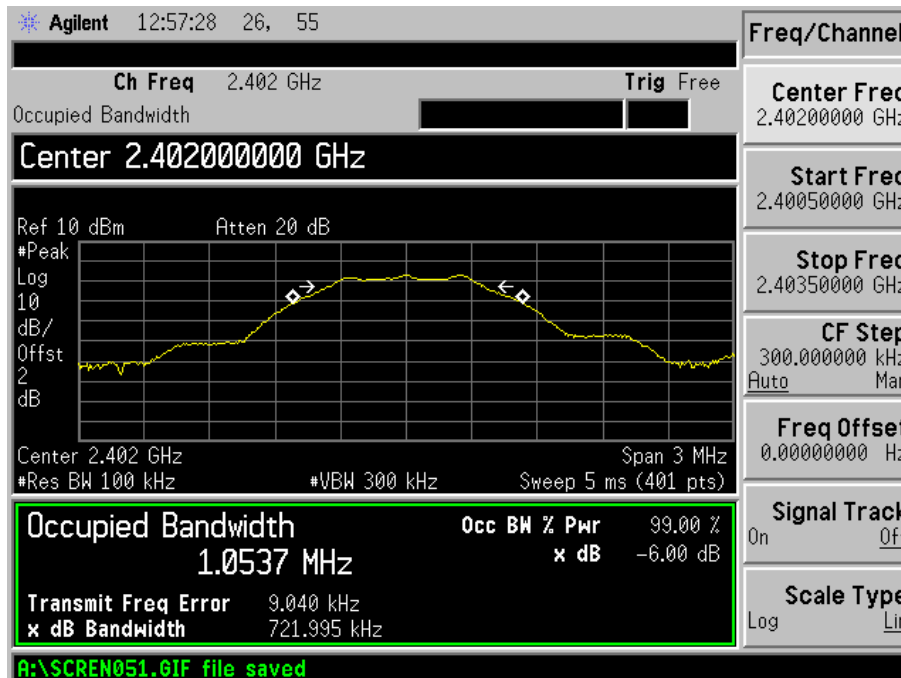 Agilent 12:57:28 26, 55
Freq/Channel
Ch Freq 2.402 GHz Trig Free
Occupied Bandwidth
Center 2.402000000 GHz
Center Freq
2.40200000 GHz
Start Freq
2.40050000 GHz
Stop Freq
2.40350000 GHz
CF Step
300.000000 kHz
Auto Man
Freq Offset
0.00000000 Hz
Signal Track
On Off
Scale Type
Log Lin
Ref 10 dBm Atten 20 dB
#Peak
Log
10
dB/
Offst
2
dB
Center 2.402 GHz Span 3 MHz
#Res BW 100 kHz #VBW 300 kHz Sweep 5 ms (401 pts)
Occupied Bandwidth
1.0537 MHz
Occ BW % Pwr 99.00 %
x dB -6.00 dB
Transmit Freq Error 9.040 kHz
x dB Bandwidth 721.995 kHz
A:\SCREN051.GIF file saved